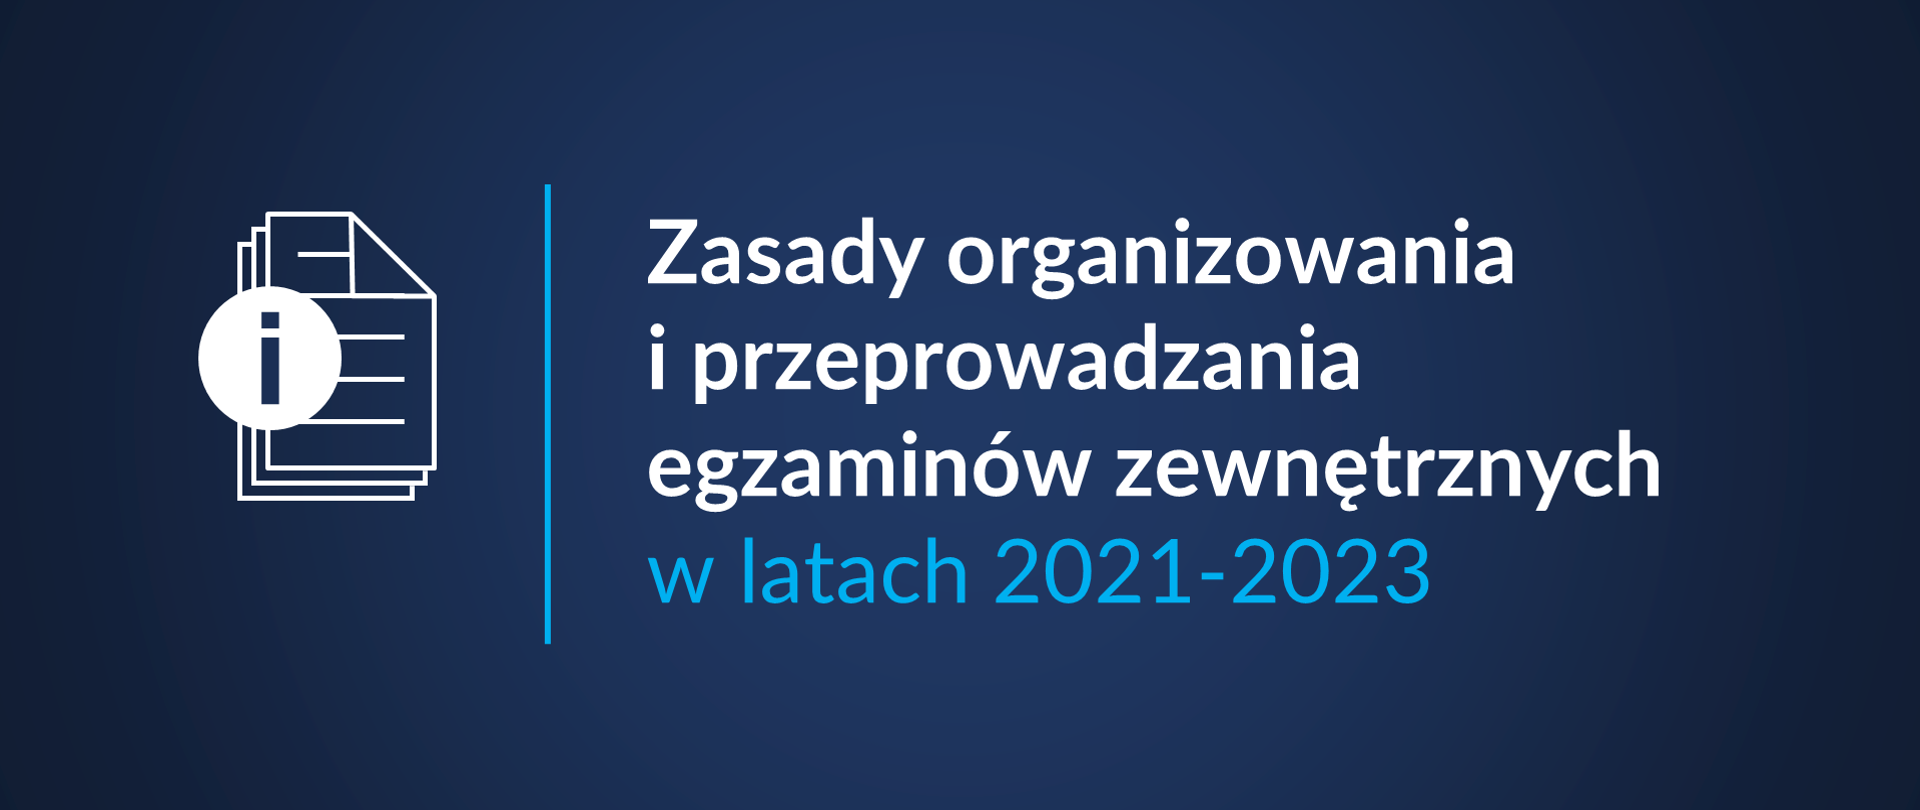 i
Zasady organizowania
i przeprowadzania
egzaminów zewnętrznych
w latach 2021-2023